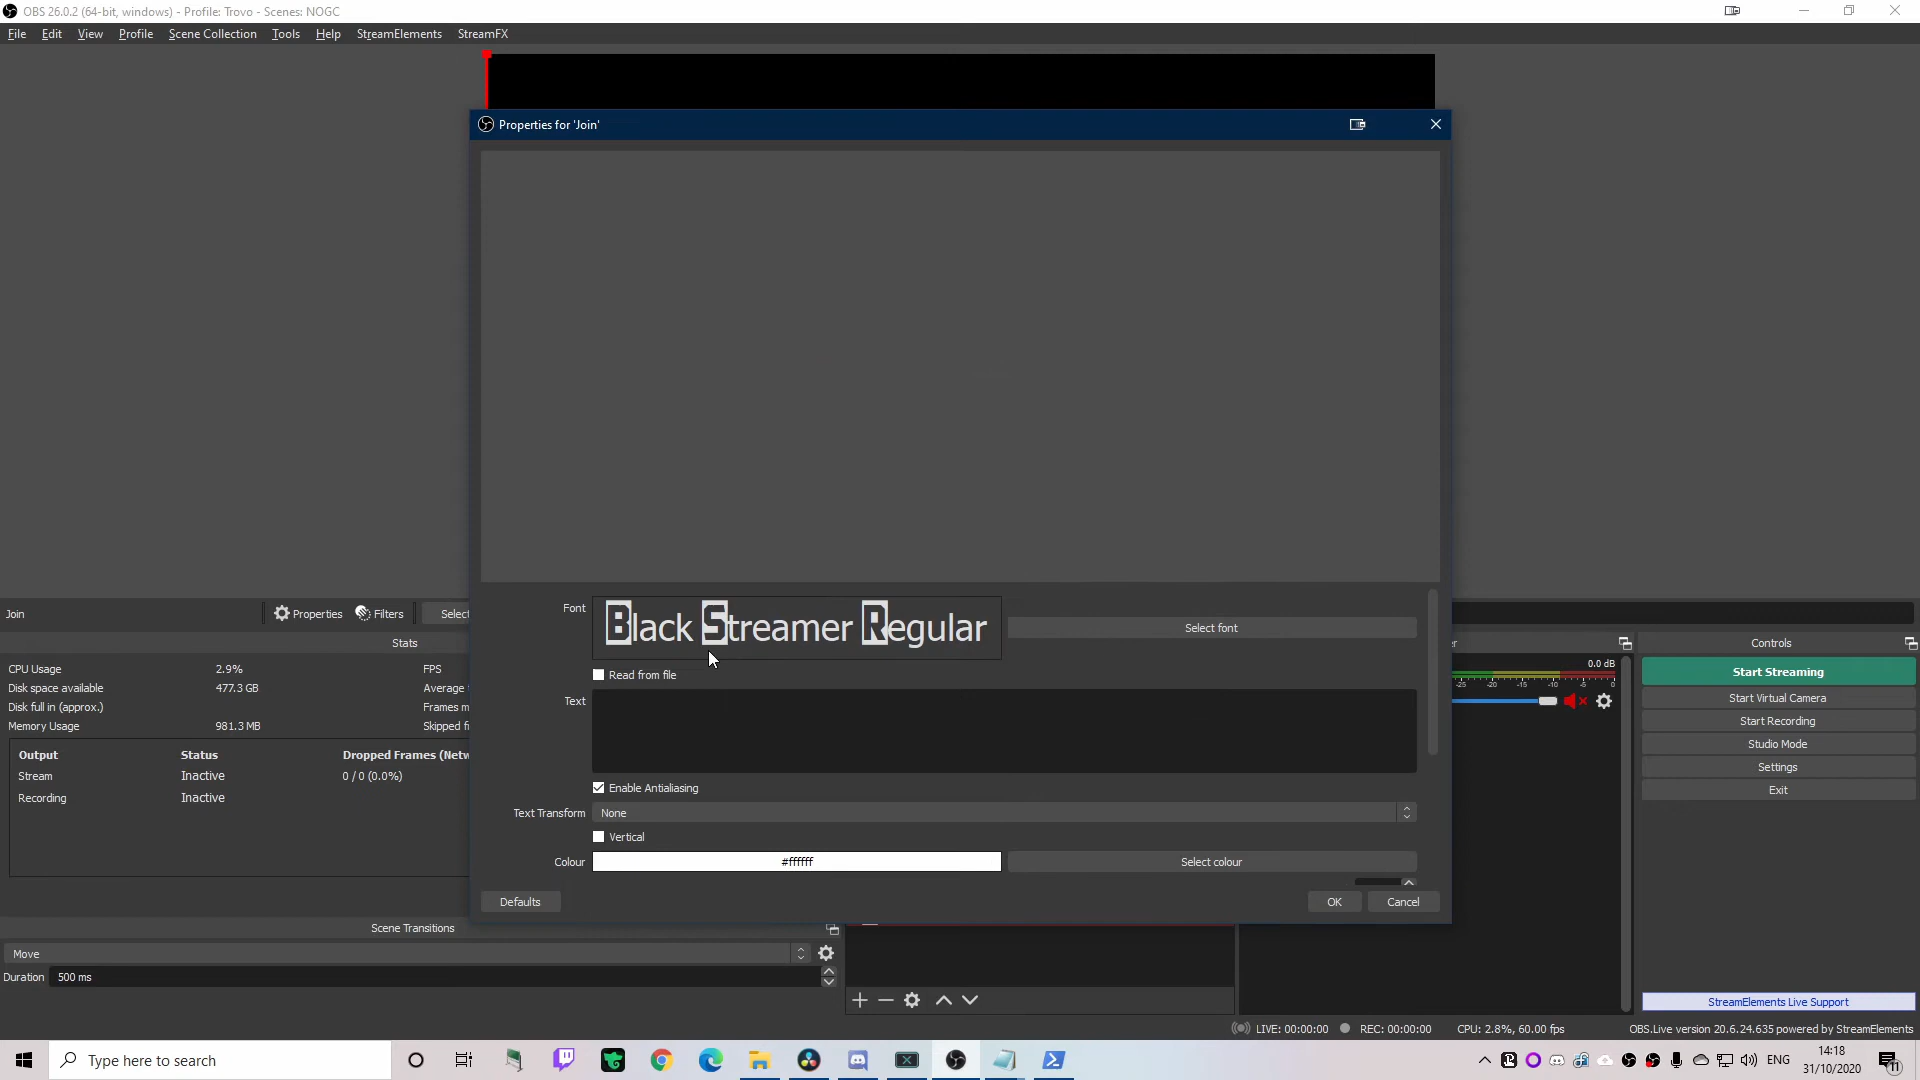 OBS 26.0.2 (64-bit, windows) - Profile: Trovo - Scenes: NOGC
File Edit View Profile Scene Collection Tools Help StreamElements StreamFX
Properties for 'Join'
Font Black Streamer Regular Select font
Read from file
Text
Enable Antialiasing
Text Transform None
Vertical
Colour #ffffff Select colour
Defaults OK Cancel
Join Properties Filters Select
Stats
CPU Usage 2.9% FPS
Disk space available 477.3 GB Average
Disk full in (approx.) Frames m
Memory Usage 981.3 MB Skipped f
Output Status Dropped Frames (Netw
Stream Inactive 0 / 0 (0.0%)
Recording Inactive
Scene Transitions
Move
Duration 500 ms
0.0 dB
-25 -20 -15 -10 -5 0
Controls
Start Streaming
Start Virtual Camera
Start Recording
Studio Mode
Settings
Exit
StreamElements Live Support
LIVE: 00:00:00 REC: 00:00:00 CPU: 2.8%, 60.00 fps OBS.Live version 20.6.24.635 powered by StreamElements
Type here to search ENG 14:18
31/10/2020 11